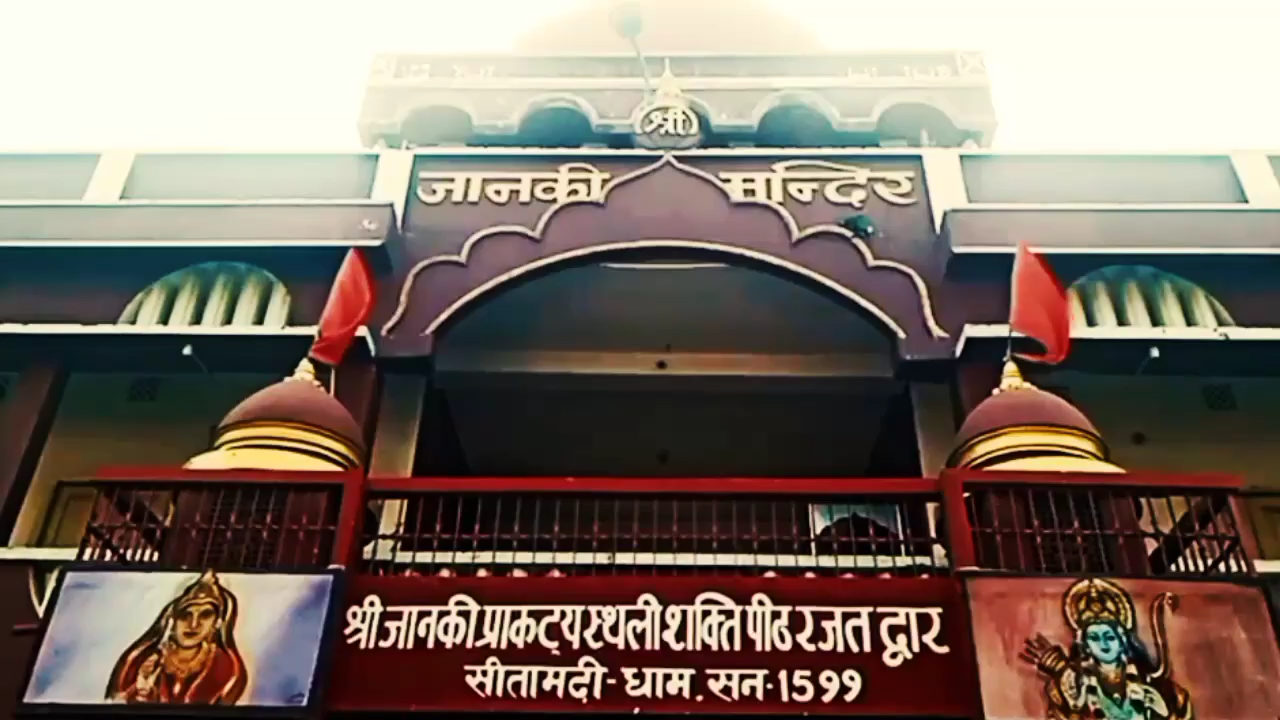 श्री
जानकी मन्दिर
श्री जानकी प्राकट्य स्थली शक्ति पीठ रजत द्वार
सीतामढी-धाम. सन-1599